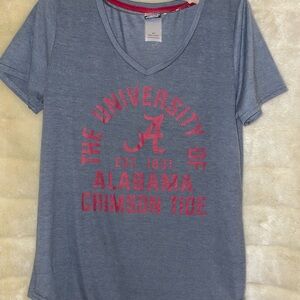 THE UNIVERSITY OF
A
EST. 1831
ALABAMA
CRIMSON TIDE